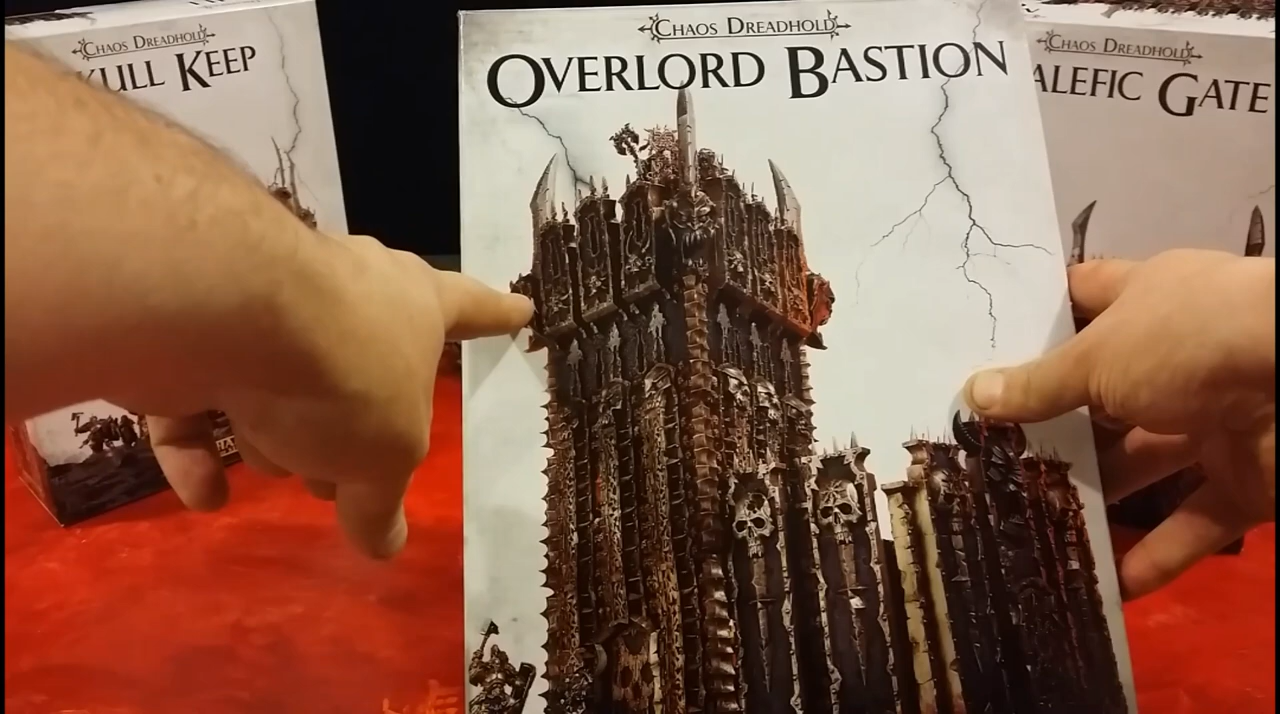 CHAOS DREADHOLD
KULL KEEP
CHAOS DREADHOLD
OVERLORD BASTION
CHAOS DREADHOLD
ALEFIC GATE